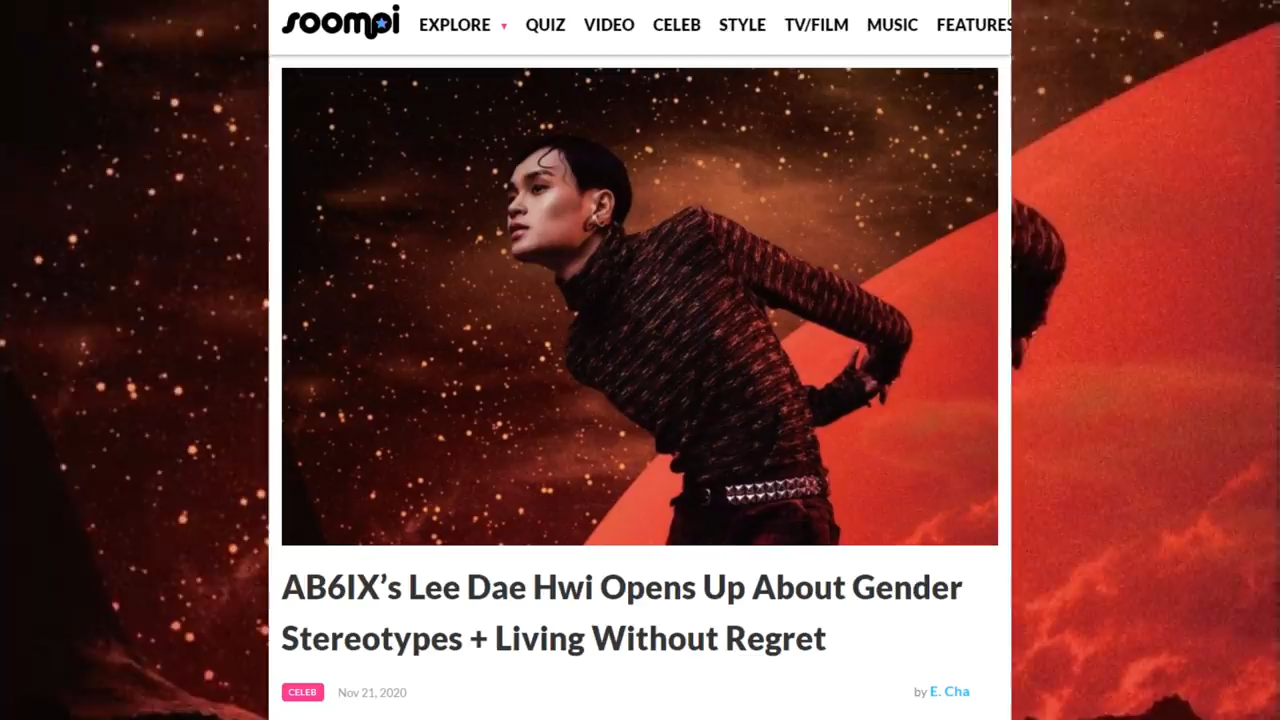 soompi EXPLORE ▼ QUIZ VIDEO CELEB STYLE TV/FILM MUSIC FEATURES
AB6IX’s Lee Dae Hwi Opens Up About Gender
Stereotypes + Living Without Regret
CELEB Nov 21, 2020 by E. Cha